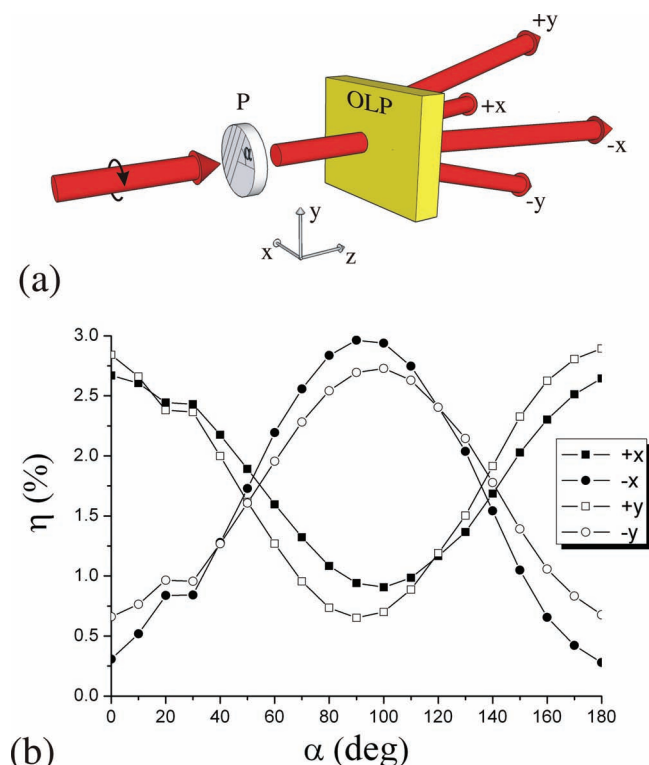 +y
P
OLP
+x
α
-x
-y
y
x
z
(a)
3.0
2.5
2.0
1.5
1.0
0.5
0.0
η (%)
+x
-x
+y
-y
0 20 40 60 80 100 120 140 160 180
(b)
α (deg)